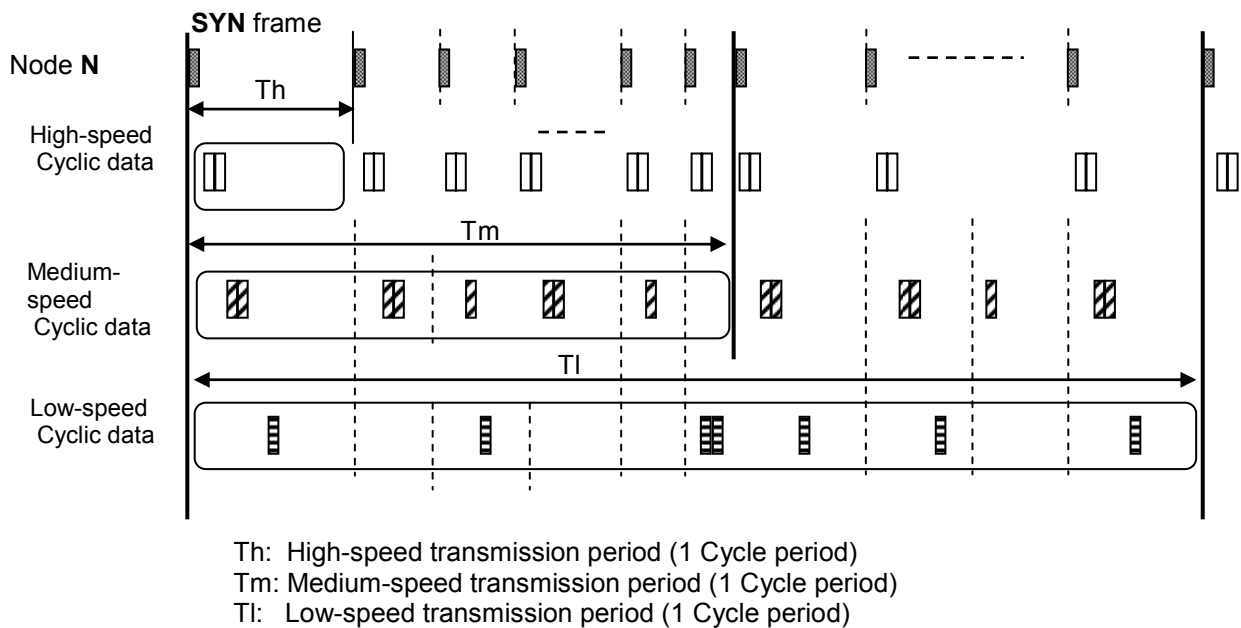 SYN frame
Node N
Th
High-speed
Cyclic data
Tm
Medium-
speed
Cyclic data
Tl
Low-speed
Cyclic data
Th: High-speed transmission period (1 Cycle period)
Tm: Medium-speed transmission period (1 Cycle period)
Tl: Low-speed transmission period (1 Cycle period)